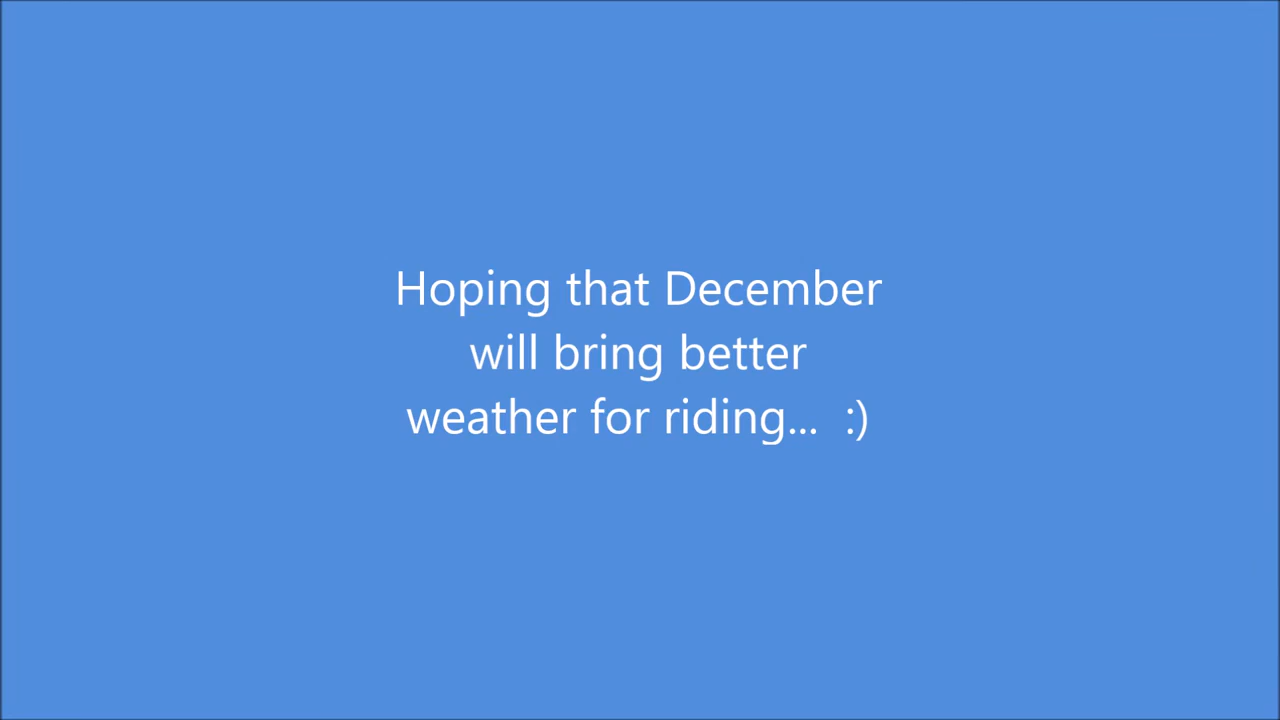 Hoping that December
will bring better
weather for riding...  :)